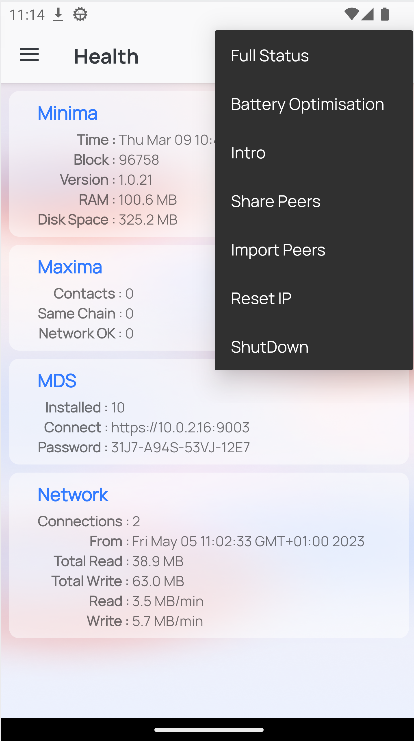 11:14
Health
Full Status
Battery Optimisation
Intro
Share Peers
Import Peers
Reset IP
ShutDown
Minima
Time : Thu Mar 09 10:
Block : 96758
Version : 1.0.21
RAM : 100.6 MB
Disk Space : 325.2 MB
Maxima
Contacts : 0
Same Chain : 0
Network OK : 0
MDS
Installed : 10
Connect : https://10.0.2.16:9003
Password : 31J7-A94S-53VJ-12E7
Network
Connections : 2
From : Fri May 05 11:02:33 GMT+01:00 2023
Total Read : 38.9 MB
Total Write : 63.0 MB
Read : 3.5 MB/min
Write : 5.7 MB/min